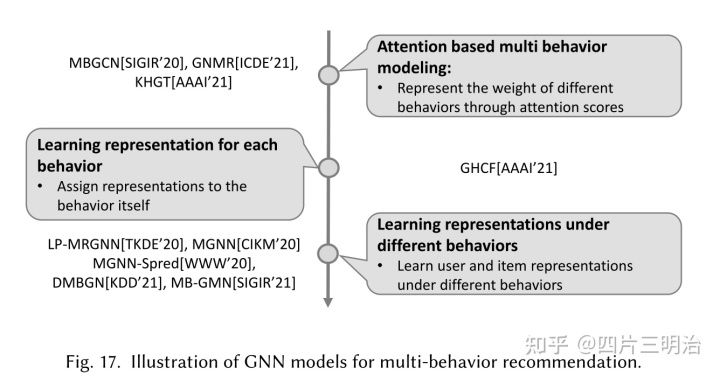 MBGCN[SIGIR'20], GNMR[ICDE'21],
KHGT[AAAI'21]
Attention based multi behavior
modeling:
• Represent the weight of different
behaviors through attention scores
Learning representation for each
behavior
• Assign representations to the
behavior itself
GHCF[AAAI'21]
LP-MRGNN[TKDE'20], MGNN[CIKM'20]
MGNN-Spred[WWW'20],
DMBGN[KDD'21], MB-GMN[SIGIR'21]
Learning representations under
different behaviors
• Learn user and item representations
under different behaviors
知乎 @四片三明治
Fig. 17. Illustration of GNN models for multi-behavior recommendation.